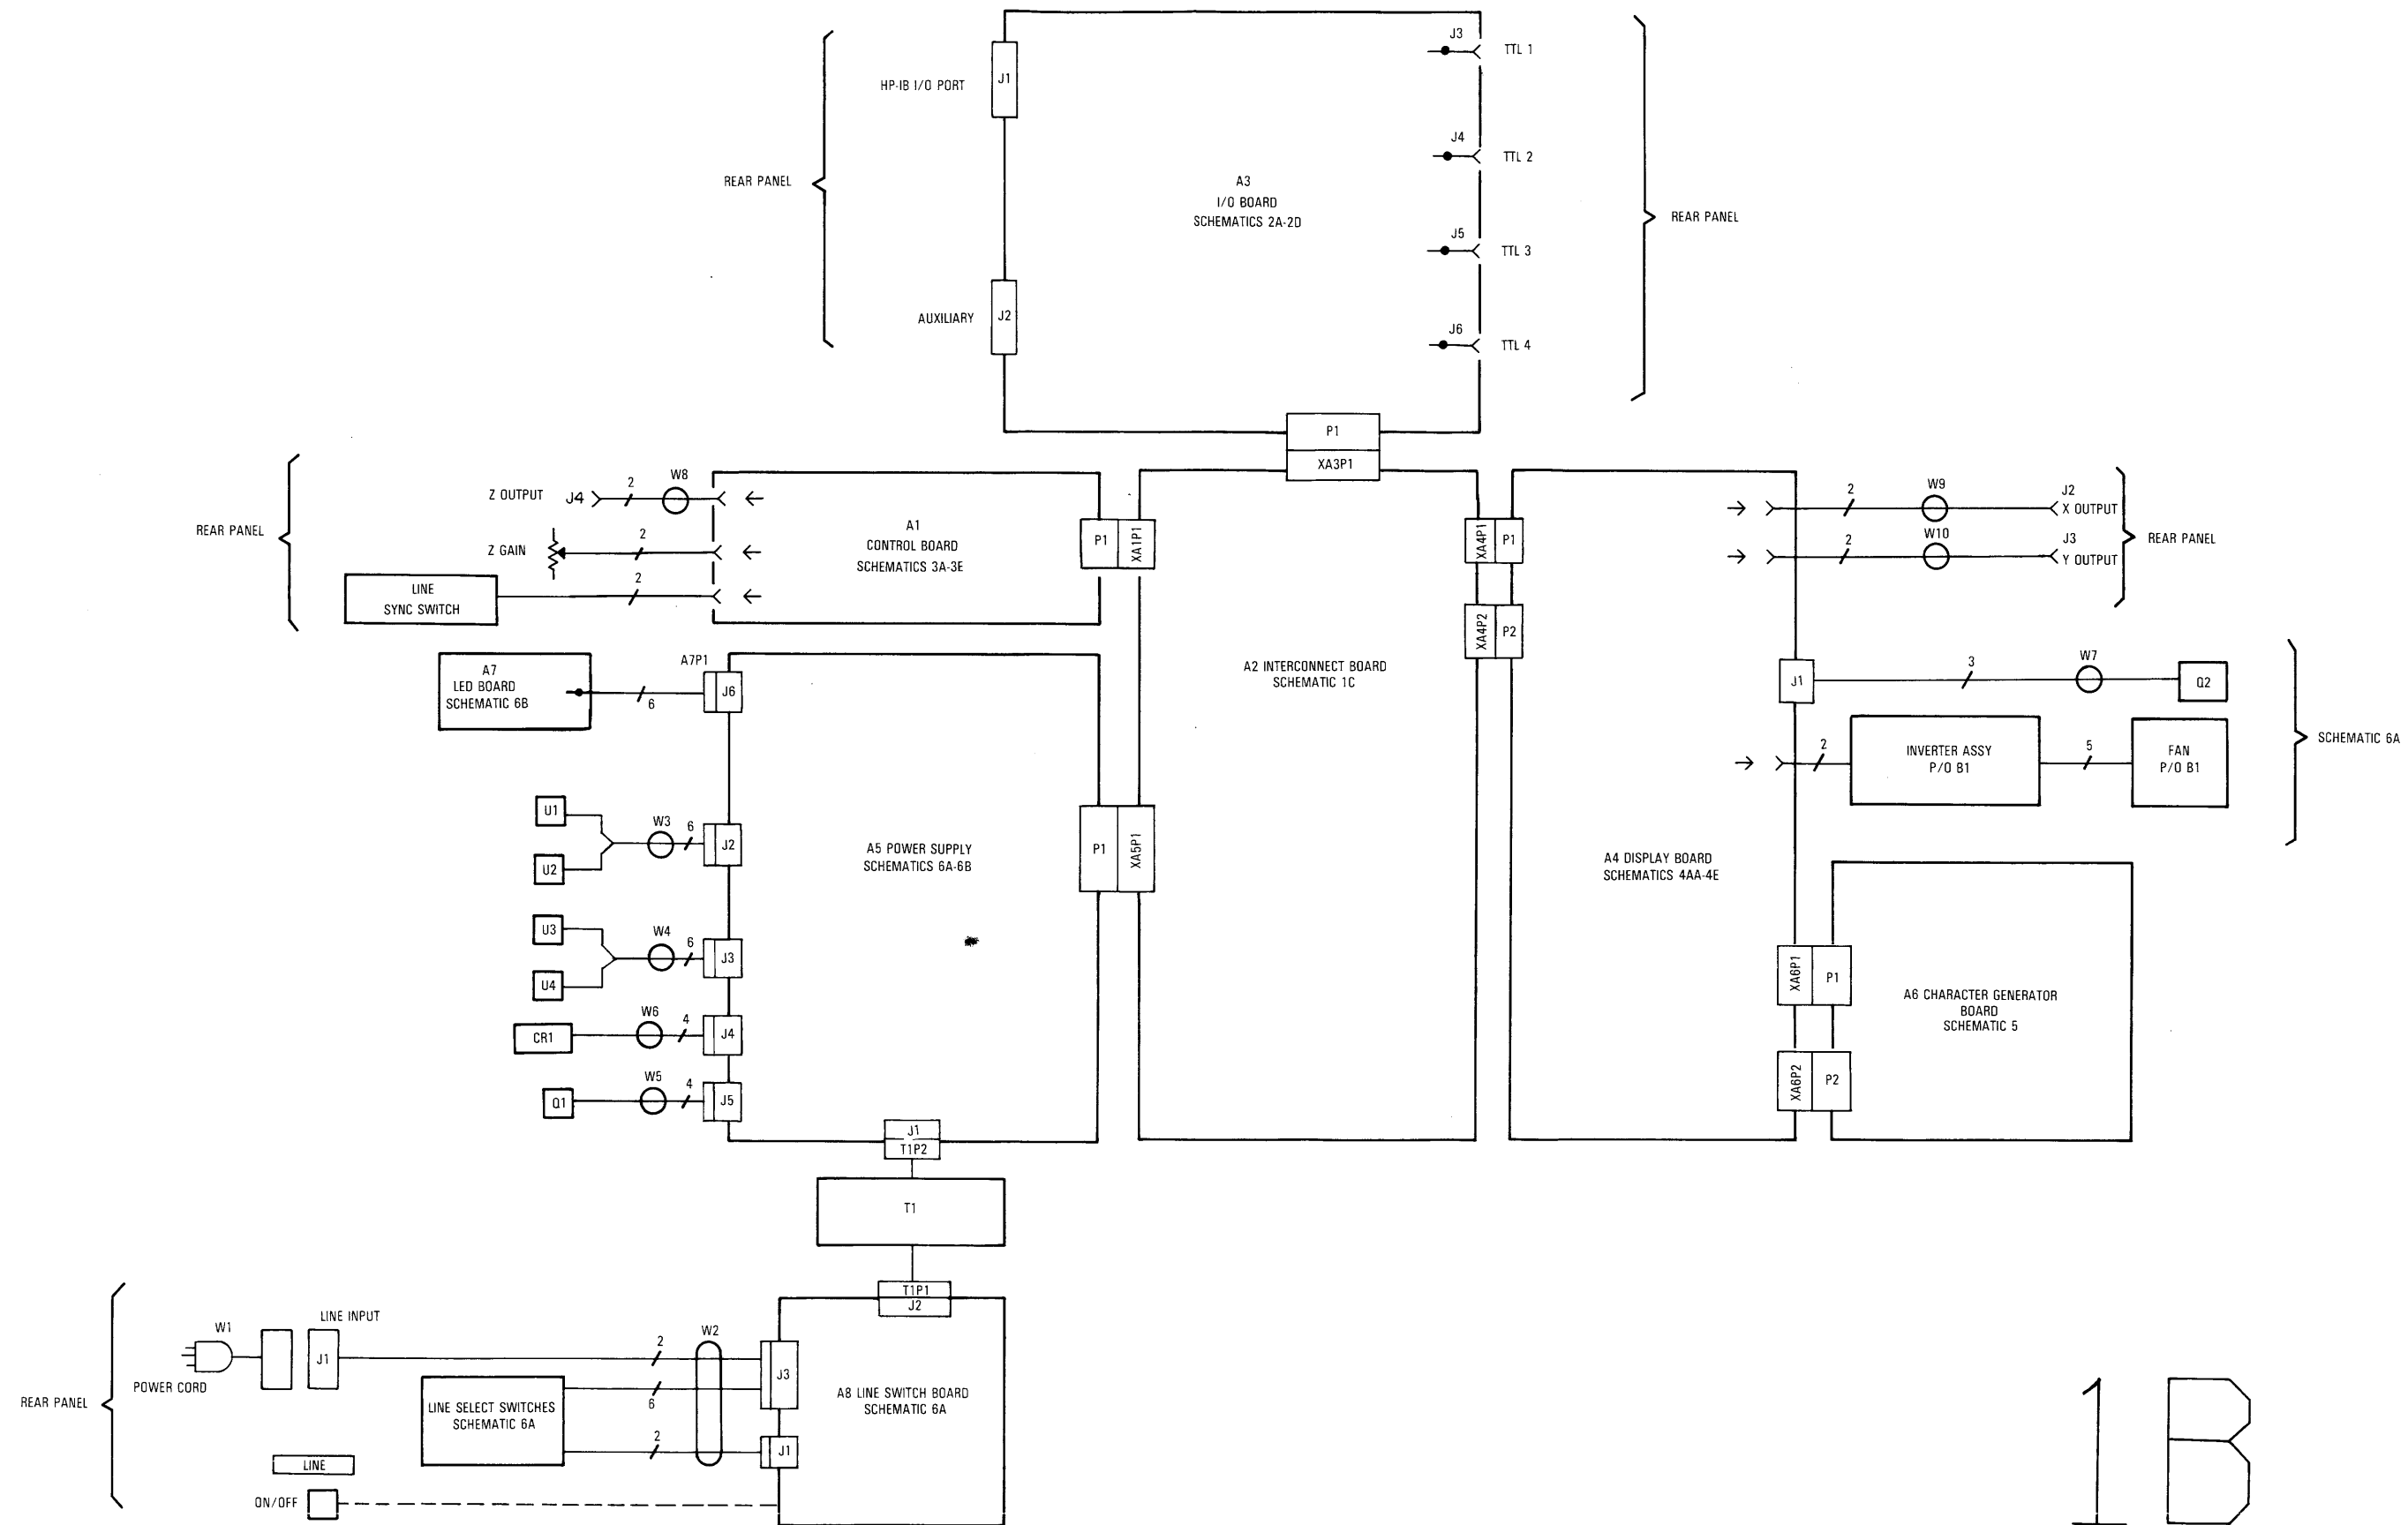 J3
TTL 1
J1
HP-IB I/O PORT
J4
TTL 2
REAR PANEL
A3
I/O BOARD
SCHEMATICS 2A-2D
REAR PANEL
J5
TTL 3
J2
AUXILIARY
J6
TTL 4
P1
XA3P1
REAR PANEL
Z OUTPUT
J4
2
W8
Z GAIN
2
LINE
SYNC SWITCH
2
A1
CONTROL BOARD
SCHEMATICS 3A-3E
P1
XA1P1
XA4P1
P1
XA4P2
P2
2
W9
J2
X OUTPUT
2
W10
J3
Y OUTPUT
REAR PANEL
A7
LED BOARD
SCHEMATIC 6B
6
A7P1
J6
A2 INTERCONNECT BOARD
SCHEMATIC 1C
J1
3
W7
Q2
2
INVERTER ASSY
P/O B1
5
FAN
P/O B1
SCHEMATIC 6A
U1
U2
W3
6
J2
A5 POWER SUPPLY
SCHEMATICS 6A-6B
P1
XA5P1
A4 DISPLAY BOARD
SCHEMATICS 4AA-4E
U3
U4
W4
6
J3
CR1
W6
4
J4
Q1
W5
4
J5
XA6P1
P1
A6 CHARACTER GENERATOR
BOARD
SCHEMATIC 5
XA6P2
P2
J1
T1P2
T1
T1P1
J2
REAR PANEL
W1
POWER CORD
LINE INPUT
J1
2
W2
J3
LINE SELECT SWITCHES
SCHEMATIC 6A
6
2
J1
A8 LINE SWITCH BOARD
SCHEMATIC 6A
LINE
ON/OFF
1B